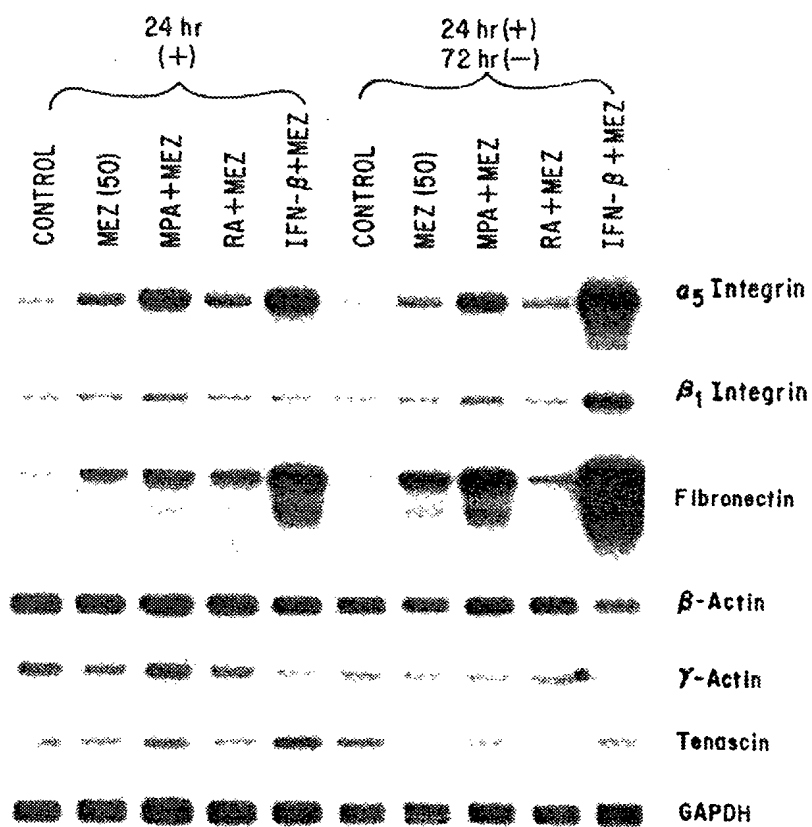 24 hr
(+)
24 hr (+)
72 hr (−)
CONTROL
MEZ (50)
MPA+MEZ
RA+MEZ
IFN-β+MEZ
CONTROL
MEZ (50)
MPA+MEZ
RA+MEZ
IFN-β+MEZ
α5 Integrin
β1 Integrin
Fibronectin
β-Actin
γ-Actin
Tenascin
GAPDH